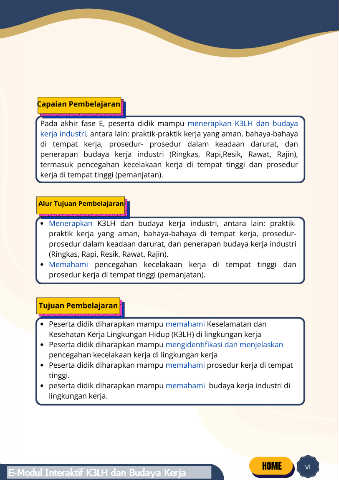 Capaian Pembelajaran
Pada akhir fase E, peserta didik mampu menerapkan K3LH dan budaya
kerja industri, antara lain: praktik-praktik kerja yang aman, bahaya-bahaya
di tempat kerja, prosedur- prosedur dalam keadaan darurat, dan
penerapan budaya kerja industri (Ringkas, Rapi,Resik, Rawat, Rajin),
termasuk pencegahan kecelakaan kerja di tempat tinggi dan prosedur
kerja di tempat tinggi (pemanjatan).
Alur Tujuan Pembelajaran
• Menerapkan K3LH dan budaya kerja industri, antara lain: praktik-
praktik kerja yang aman, bahaya-bahaya di tempat kerja, prosedur-
prosedur dalam keadaan darurat, dan penerapan budaya kerja industri
(Ringkas, Rapi, Resik, Rawat, Rajin).
• Memahami pencegahan kecelakaan kerja di tempat tinggi dan
prosedur kerja di tempat tinggi (pemanjatan).
Tujuan Pembelajaran
• Peserta didik diharapkan mampu memahami Keselamatan dan
Kesehatan Kerja Lingkungan Hidup (K3LH) di lingkungan kerja
• Peserta didik diharapkan mampu mengidentifikasi dan menjelaskan
pencegahan kecelakaan kerja di lingkungan kerja
• Peserta didik diharapkan mampu memahami prosedur kerja di tempat
tinggi.
• peserta didik diharapkan mampu memahami budaya kerja industri di
lingkungan kerja.
E-Modul Interaktif K3LH dan Budaya Kerja
HOME
vi